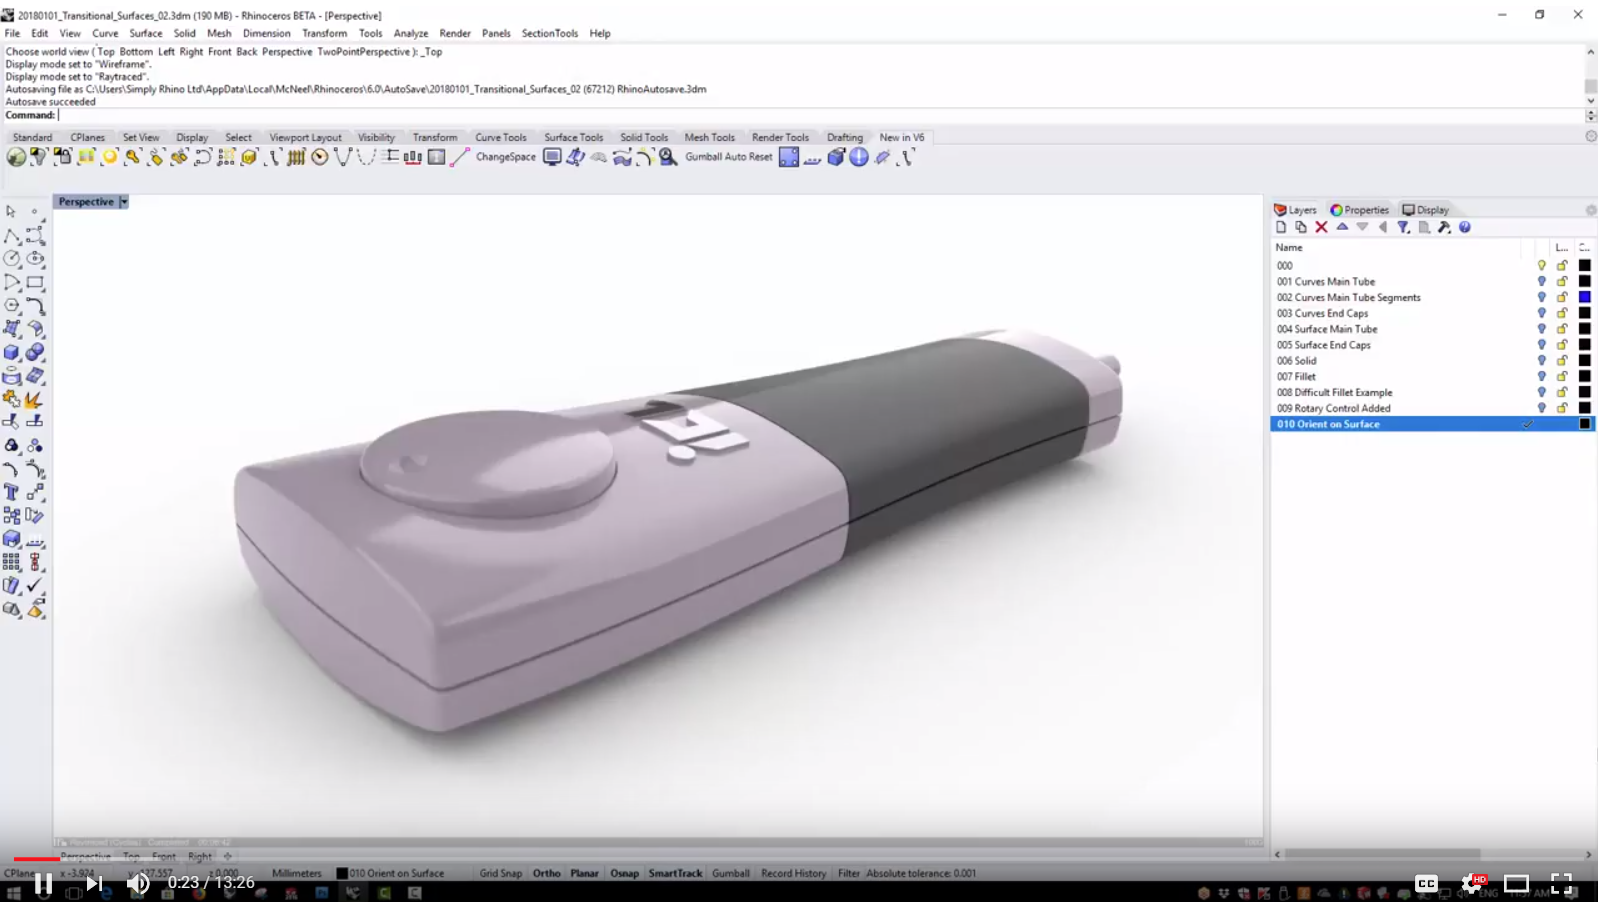 20180101_Transitional_Surfaces_02.3dm (190 MB) - Rhinoceros BETA - [Perspective]
File Edit View Curve Surface Solid Mesh Dimension Transform Tools Analyze Render Panels SectionTools Help
Choose world view ( Top Bottom Left Right Front Back Perspective TwoPointPerspective ): _Top
Display mode set to "Wireframe".
Display mode set to "Raytraced".
Autosaving file as C:\Users\Simply Rhino Ltd\AppData\Local\McNeel\Rhinoceros\6.0\AutoSave\20180101_Transitional_Surfaces_02 (67212) RhinoAutosave.3dm
Autosave succeeded
Command:
Standard CPlanes Set View Display Select Viewport Layout Visibility Transform Curve Tools Surface Tools Solid Tools Mesh Tools Render Tools Drafting New in V6
ChangeSpace Gumball Auto Reset
Perspective
Layers Properties Display
Name L... C...
000
001 Curves Main Tube
002 Curves Main Tube Segments
003 Curves End Caps
004 Surface Main Tube
005 Surface End Caps
006 Solid
007 Fillet
008 Difficult Fillet Example
009 Rotary Control Added
010 Orient on Surface
Perspective Top Front Right
CPlane x -3.924 z 0.000 Millimeters 010 Orient on Surface Grid Snap Ortho Planar Osnap SmartTrack Gumball Record History Filter Absolute tolerance: 0.001
0:23 / 13:26 CC HD ENG